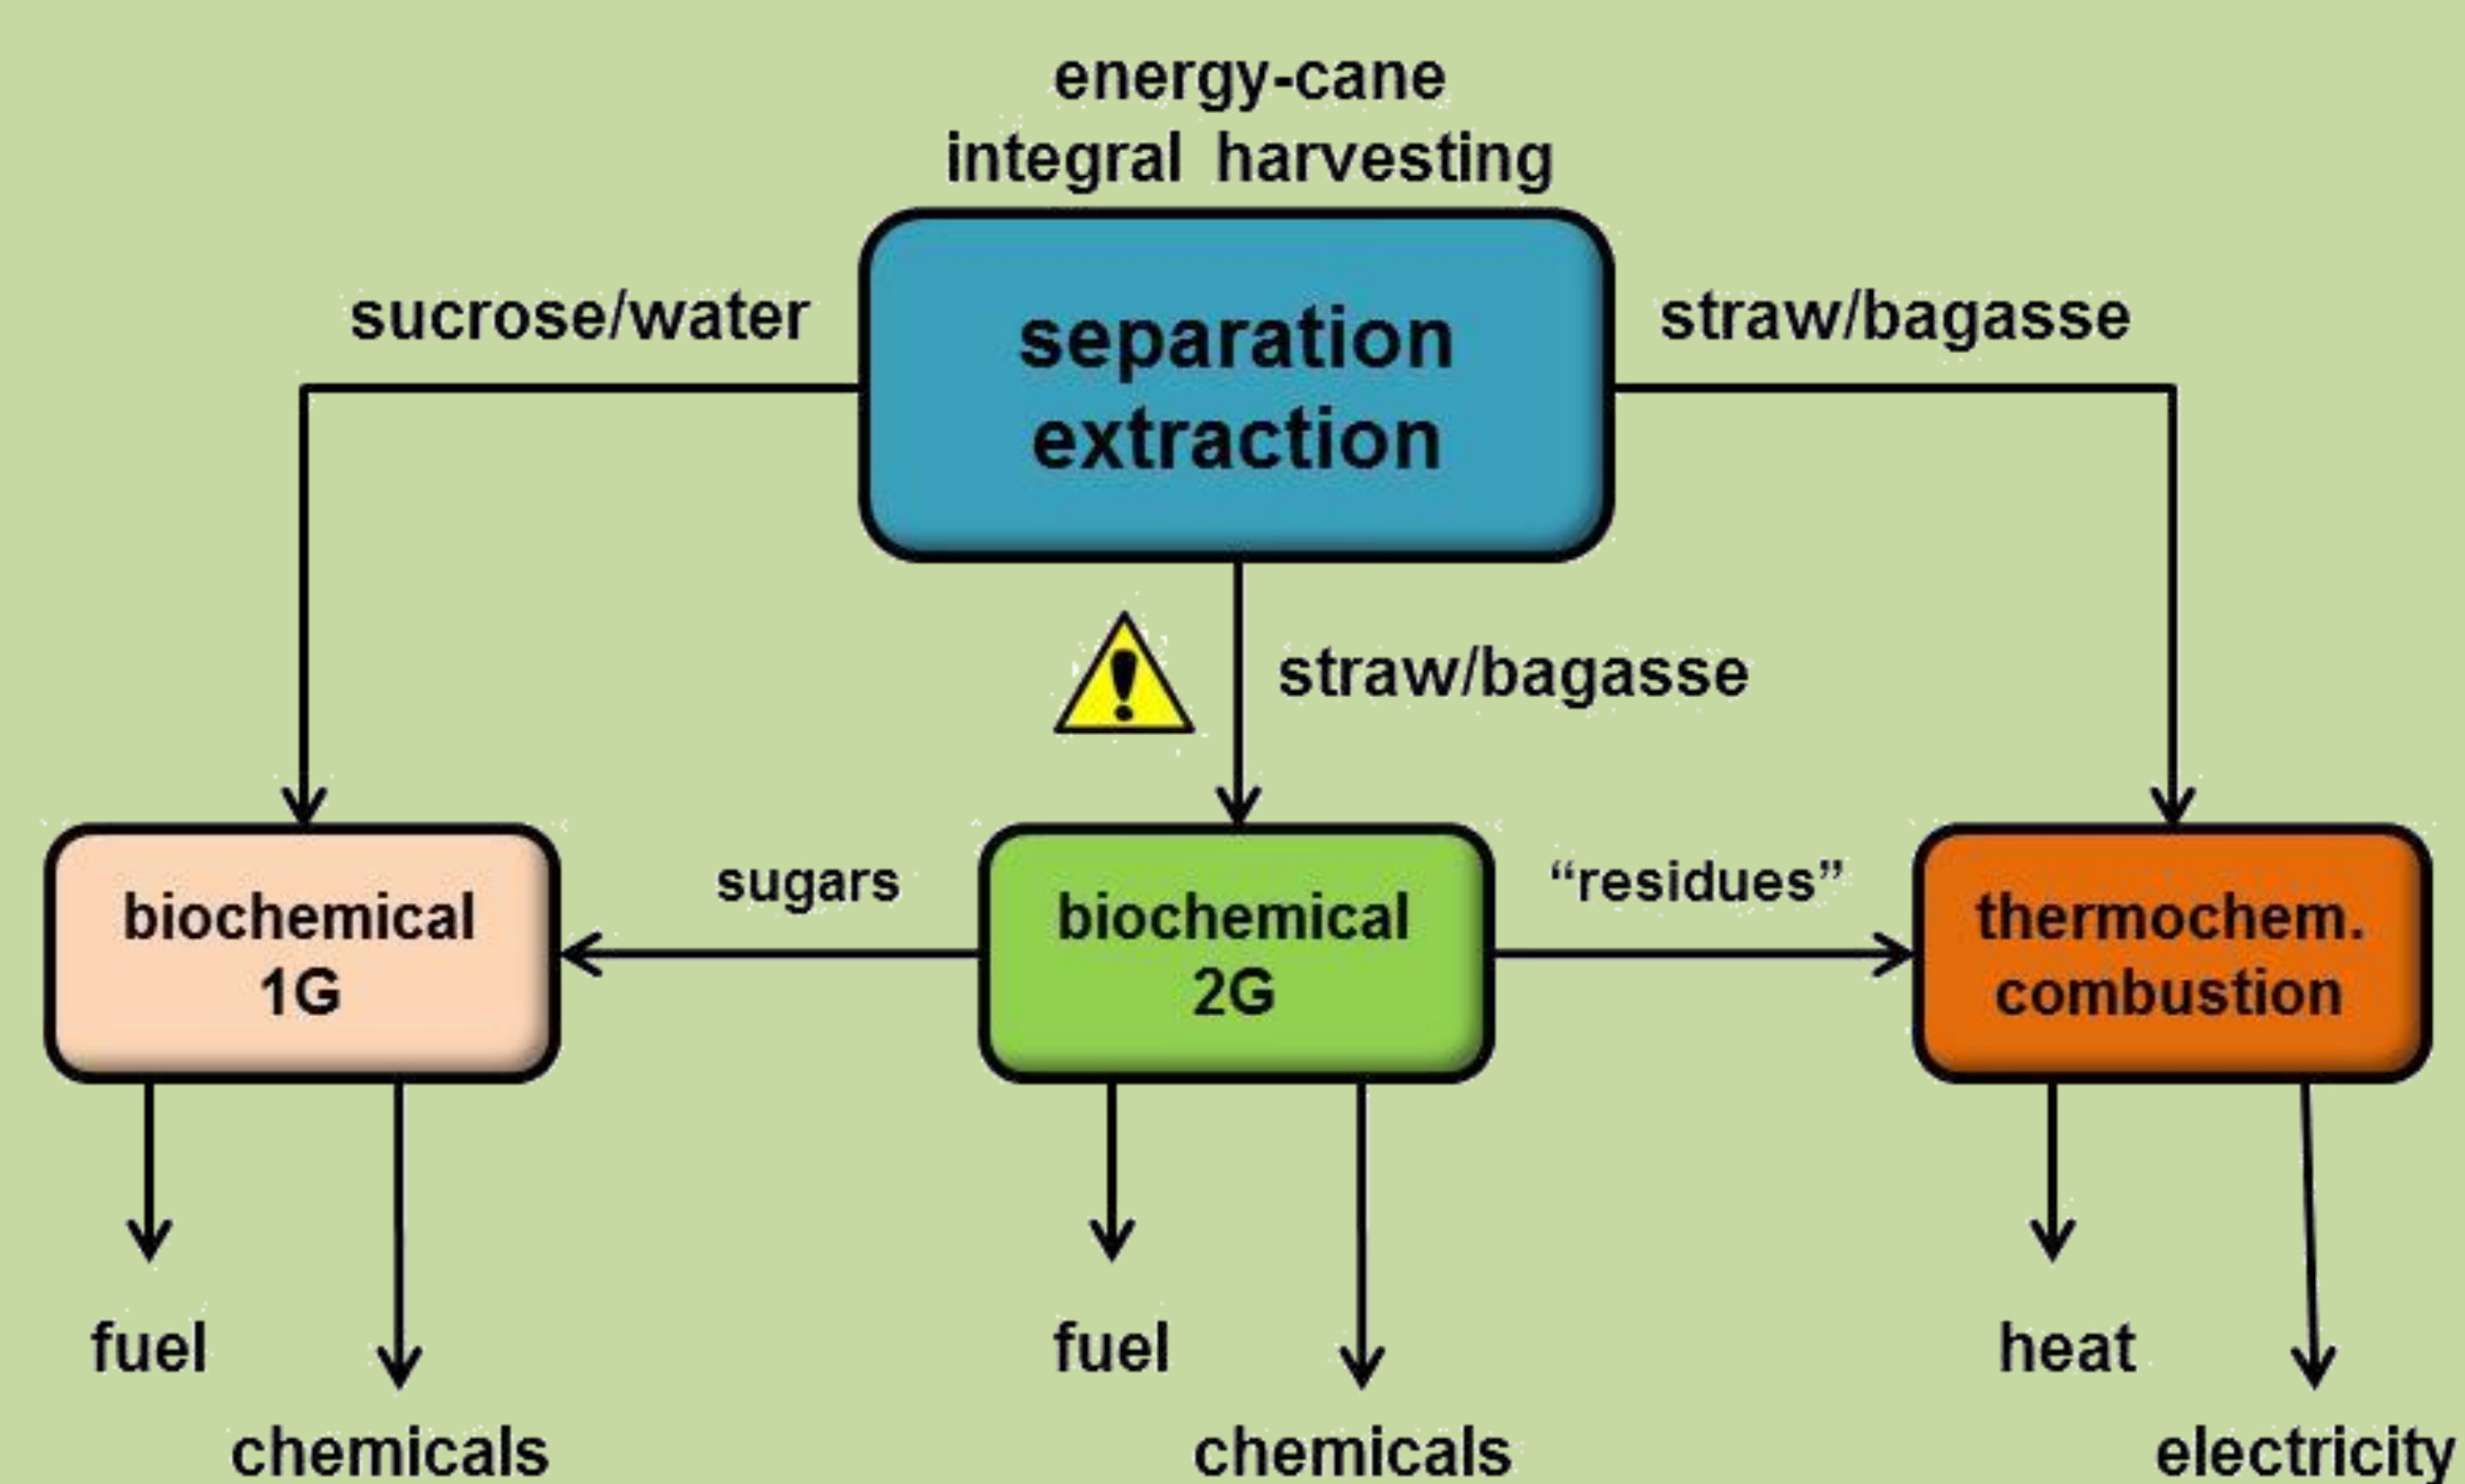 energy-cane
integral harvesting
sucrose/water
separation
extraction
straw/bagasse
!
straw/bagasse
biochemical
1G
sugars
biochemical
2G
“residues”
thermochem.
combustion
fuel
chemicals
fuel
chemicals
heat
electricity